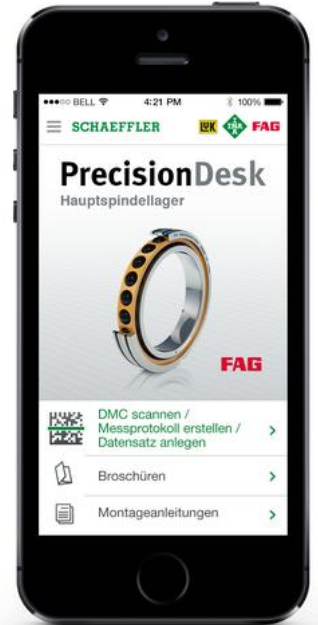 BELL 4:21 PM 100%
SCHAEFFLER LUK INA FAG
PrecisionDesk
Hauptspindellager
FAG
DMC scannen /
Messprotokoll erstellen /
Datensatz anlegen
Broschüren
Montageanleitungen